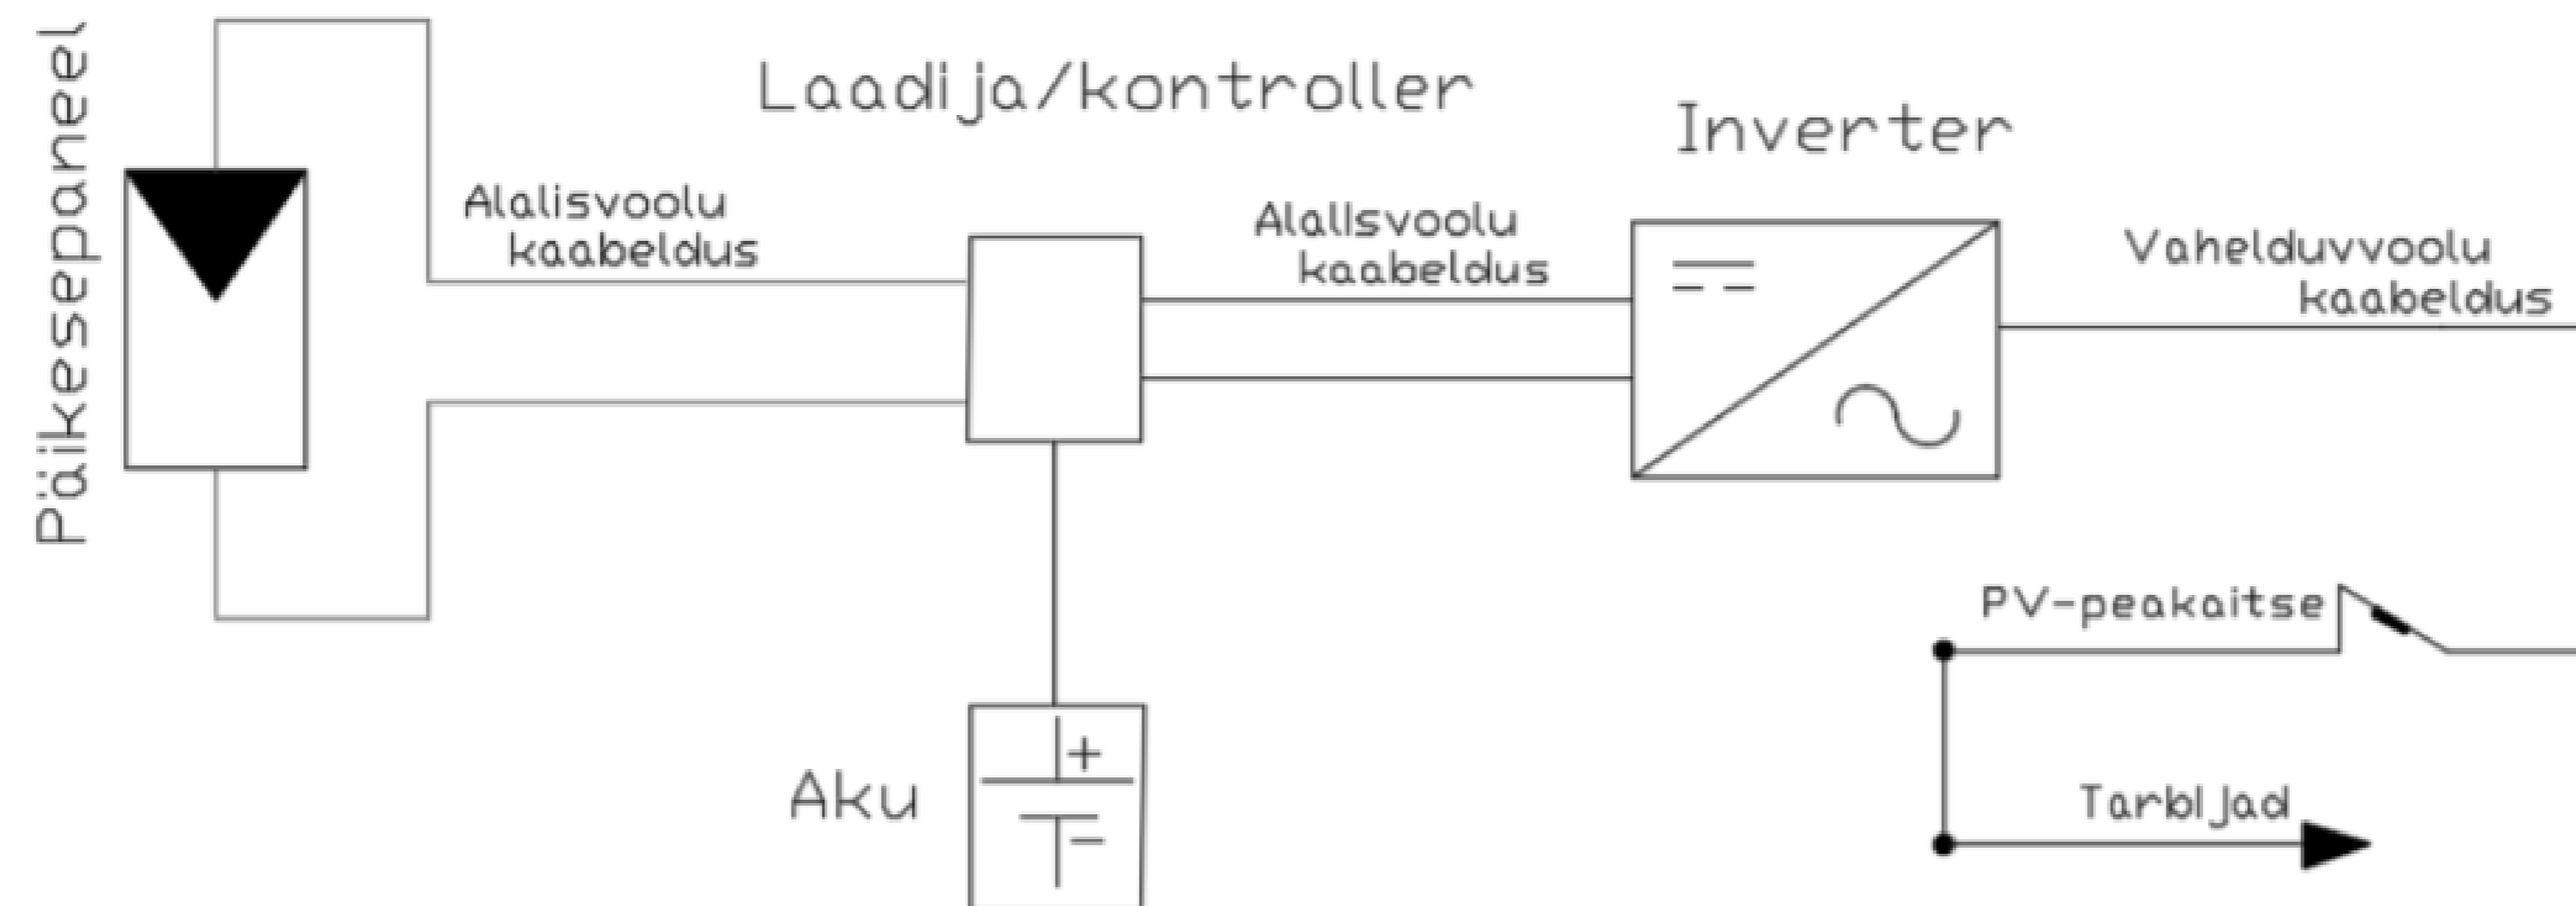 Päikesepaneel
Laadija/kontroller
Inverter
Alalisvoolu
kaabeldus
Alalisvoolu
kaabeldus
Vahelduvvoolu
kaabeldus
PV-peakaitse
Aku
+
-
Tarbijad